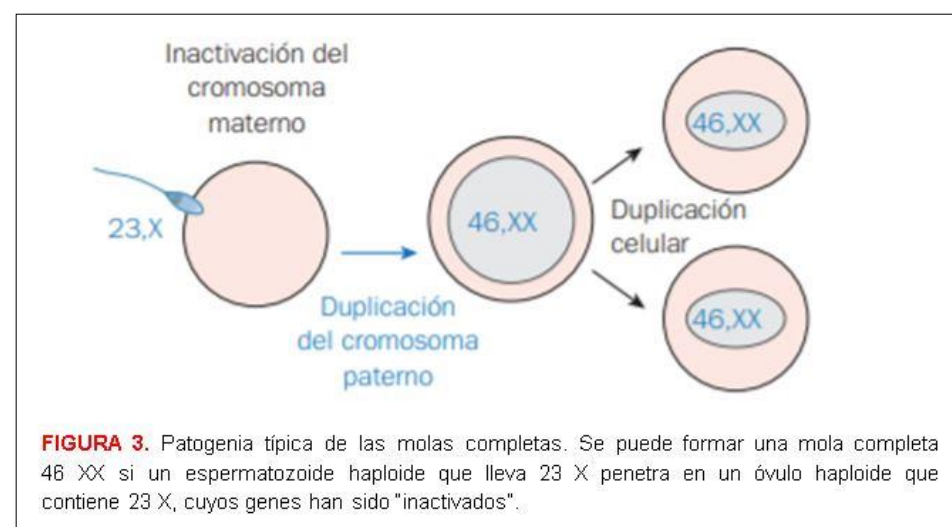 Inactivación del
cromosoma
materno
23,X
Duplicación
del cromosoma
paterno
46,XX
Duplicación
celular
46,XX
46,XX
FIGURA 3. Patogenia típica de las molas completas. Se puede formar una mola completa
46 XX si un espermatozoide haploide que lleva 23 X penetra en un óvulo haploide que
contiene 23 X, cuyos genes han sido "inactivados".